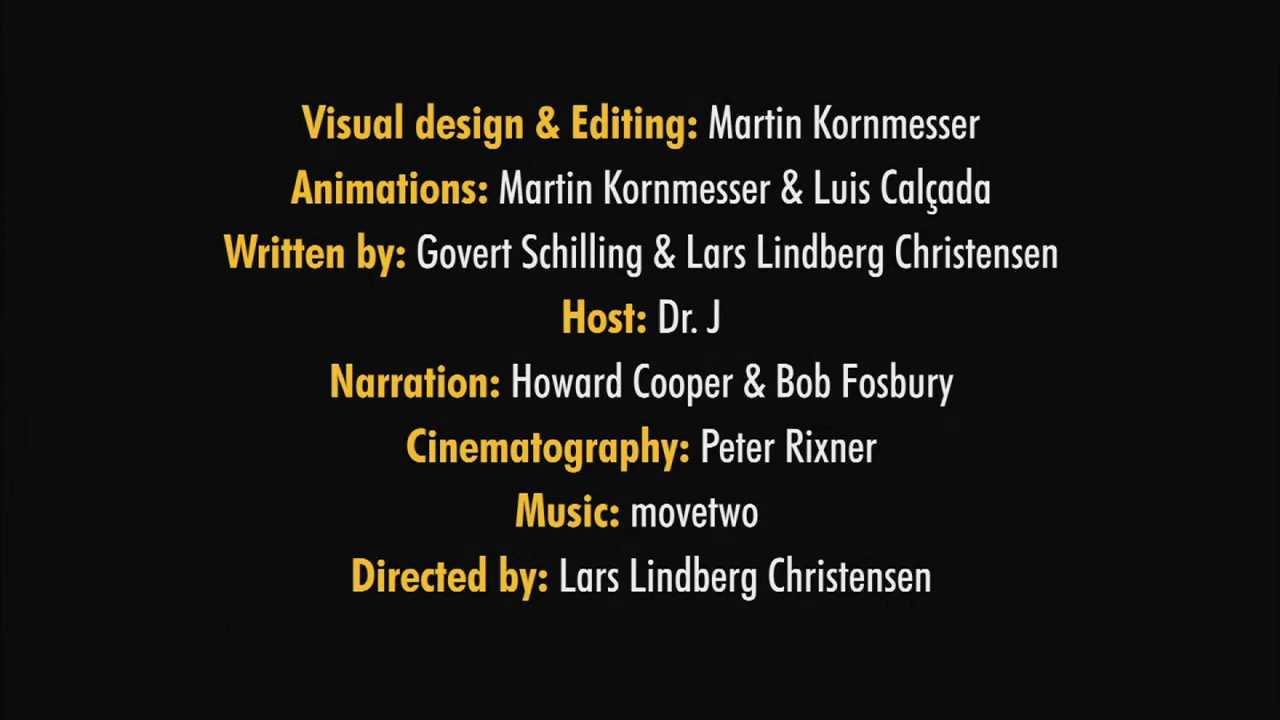 Visual design & Editing: Martin Kornmesser
Animations: Martin Kornmesser & Luis Calçada
Written by: Govert Schilling & Lars Lindberg Christensen
Host: Dr. J
Narration: Howard Cooper & Bob Fosbury
Cinematography: Peter Rixner
Music: movetwo
Directed by: Lars Lindberg Christensen